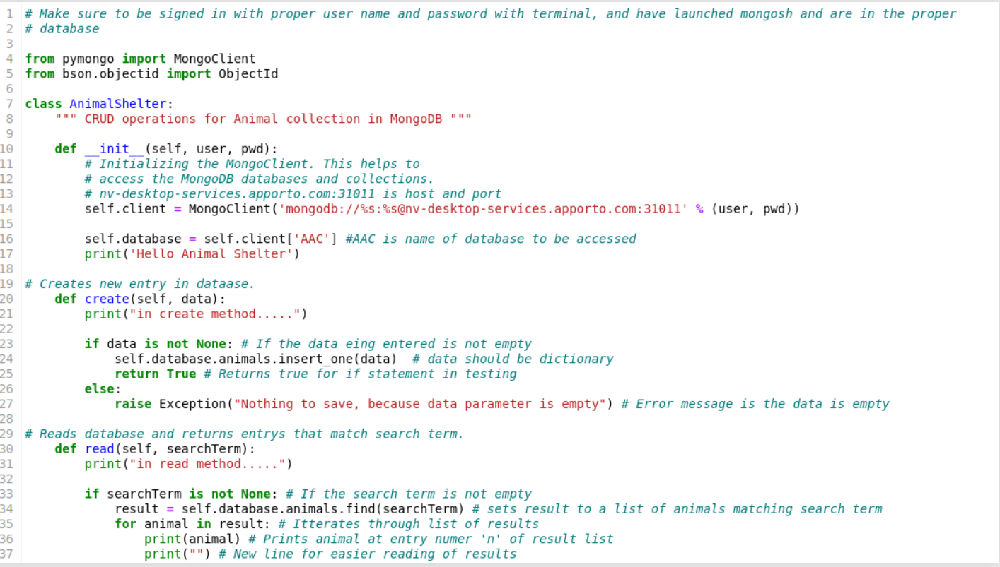 1 # Make sure to be signed in with proper user name and password with terminal, and have launched mongosh and are in the proper
2 # database
3
4 from pymongo import MongoClient
5 from bson.objectid import ObjectId
6
7 class AnimalShelter:
8     """ CRUD operations for Animal collection in MongoDB """
9
10     def __init__(self, user, pwd):
11         # Initializing the MongoClient. This helps to
12         # access the MongoDB databases and collections.
13         # nv-desktop-services.apporto.com:31011 is host and port
14         self.client = MongoClient('mongodb://%s:%s@nv-desktop-services.apporto.com:31011' % (user, pwd))
15
16         self.database = self.client['AAC'] #AAC is name of database to be accessed
17         print('Hello Animal Shelter')
18
19 # Creates new entry in dataase.
20     def create(self, data):
21         print("in create method.....")
22
23         if data is not None: # If the data eing entered is not empty
24             self.database.animals.insert_one(data)  # data should be dictionary
25             return True # Returns true for if statement in testing
26         else:
27             raise Exception("Nothing to save, because data parameter is empty") # Error message is the data is empty
28
29 # Reads database and returns entrys that match search term.
30     def read(self, searchTerm):
31         print("in read method.....")
32
33         if searchTerm is not None: # If the search term is not empty
34             result = self.database.animals.find(searchTerm) # sets result to a list of animals matching search term
35             for animal in result: # Itterates through list of results
36                 print(animal) # Prints animal at entry numer 'n' of result list
37                 print("") # New line for easier reading of results